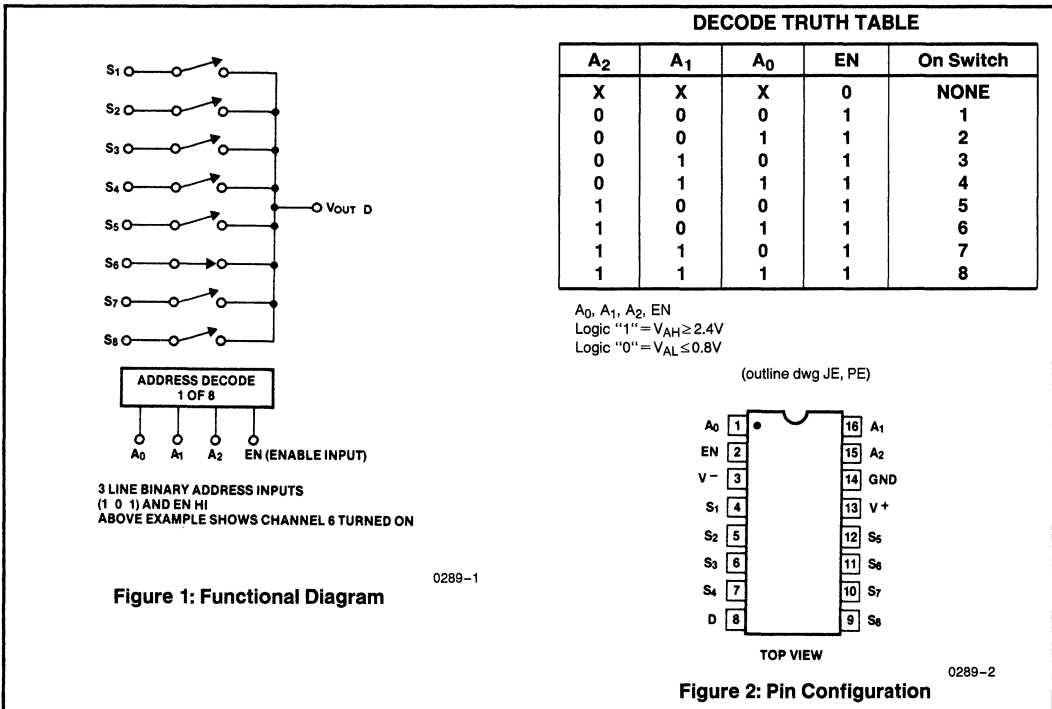 S1
S2
S3
S4
VOUT D
S5
S6
S7
S8
ADDRESS DECODE
1 OF 8
A0 A1 A2 EN (ENABLE INPUT)
3 LINE BINARY ADDRESS INPUTS
(1 0 1) AND EN HI
ABOVE EXAMPLE SHOWS CHANNEL 6 TURNED ON
0289-1
Figure 1: Functional Diagram
DECODE TRUTH TABLE
A2 A1 A0 EN On Switch
X X X 0 NONE
0 0 0 1 1
0 0 1 1 2
0 1 0 1 3
0 1 1 1 4
1 0 0 1 5
1 0 1 1 6
1 1 0 1 7
1 1 1 1 8
A0, A1, A2, EN
Logic "1" = VAH ≥ 2.4V
Logic "0" = VAL ≤ 0.8V
(outline dwg JE, PE)
A0 1 16 A1
EN 2 15 A2
V- 3 14 GND
S1 4 13 V+
S2 5 12 S5
S3 6 11 S6
S4 7 10 S7
D 8 9 S8
TOP VIEW
0289-2
Figure 2: Pin Configuration